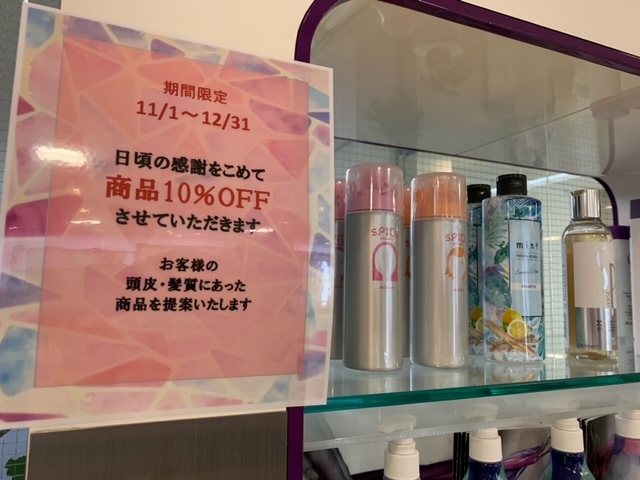 期間限定
11/1～12/31
日頃の感謝をこめて
商品10%OFF
させていただきます
お客様の
頭皮・髪質にあった
商品を提案いたします
mint